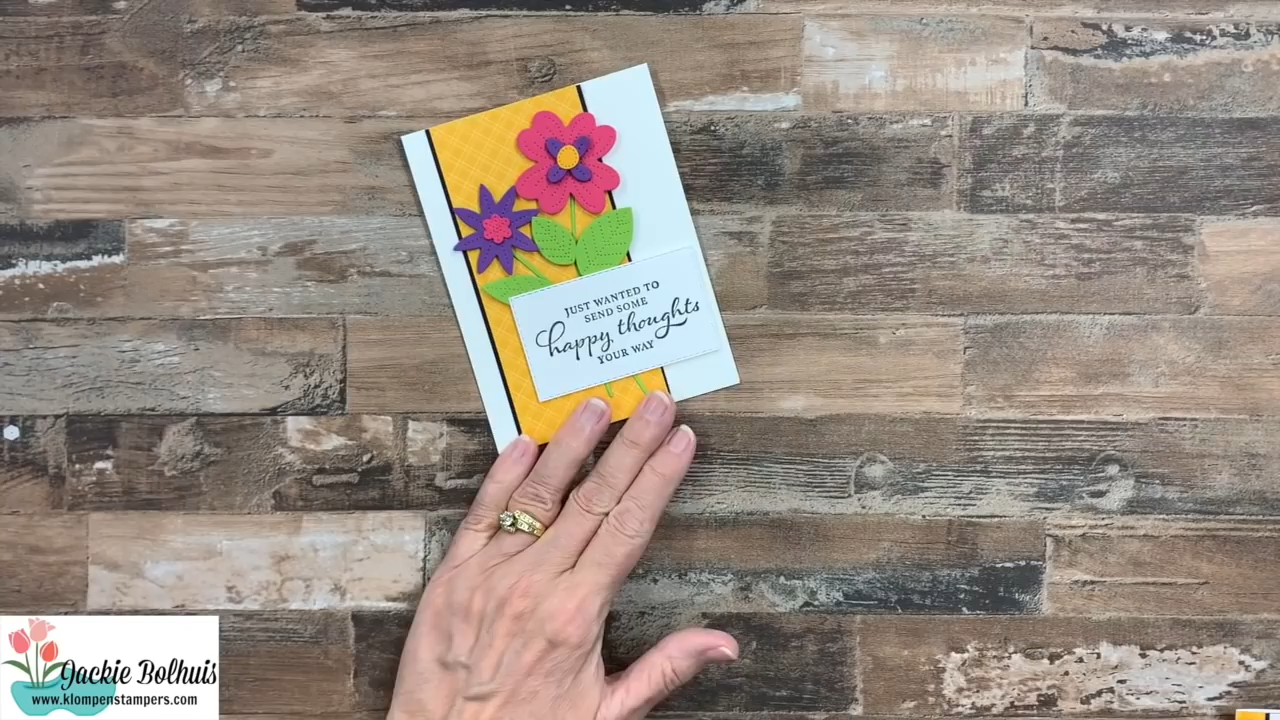 JUST WANTED TO
SEND SOME
happy thoughts
YOUR WAY
Jackie Bolhuis
www.klompenstampers.com